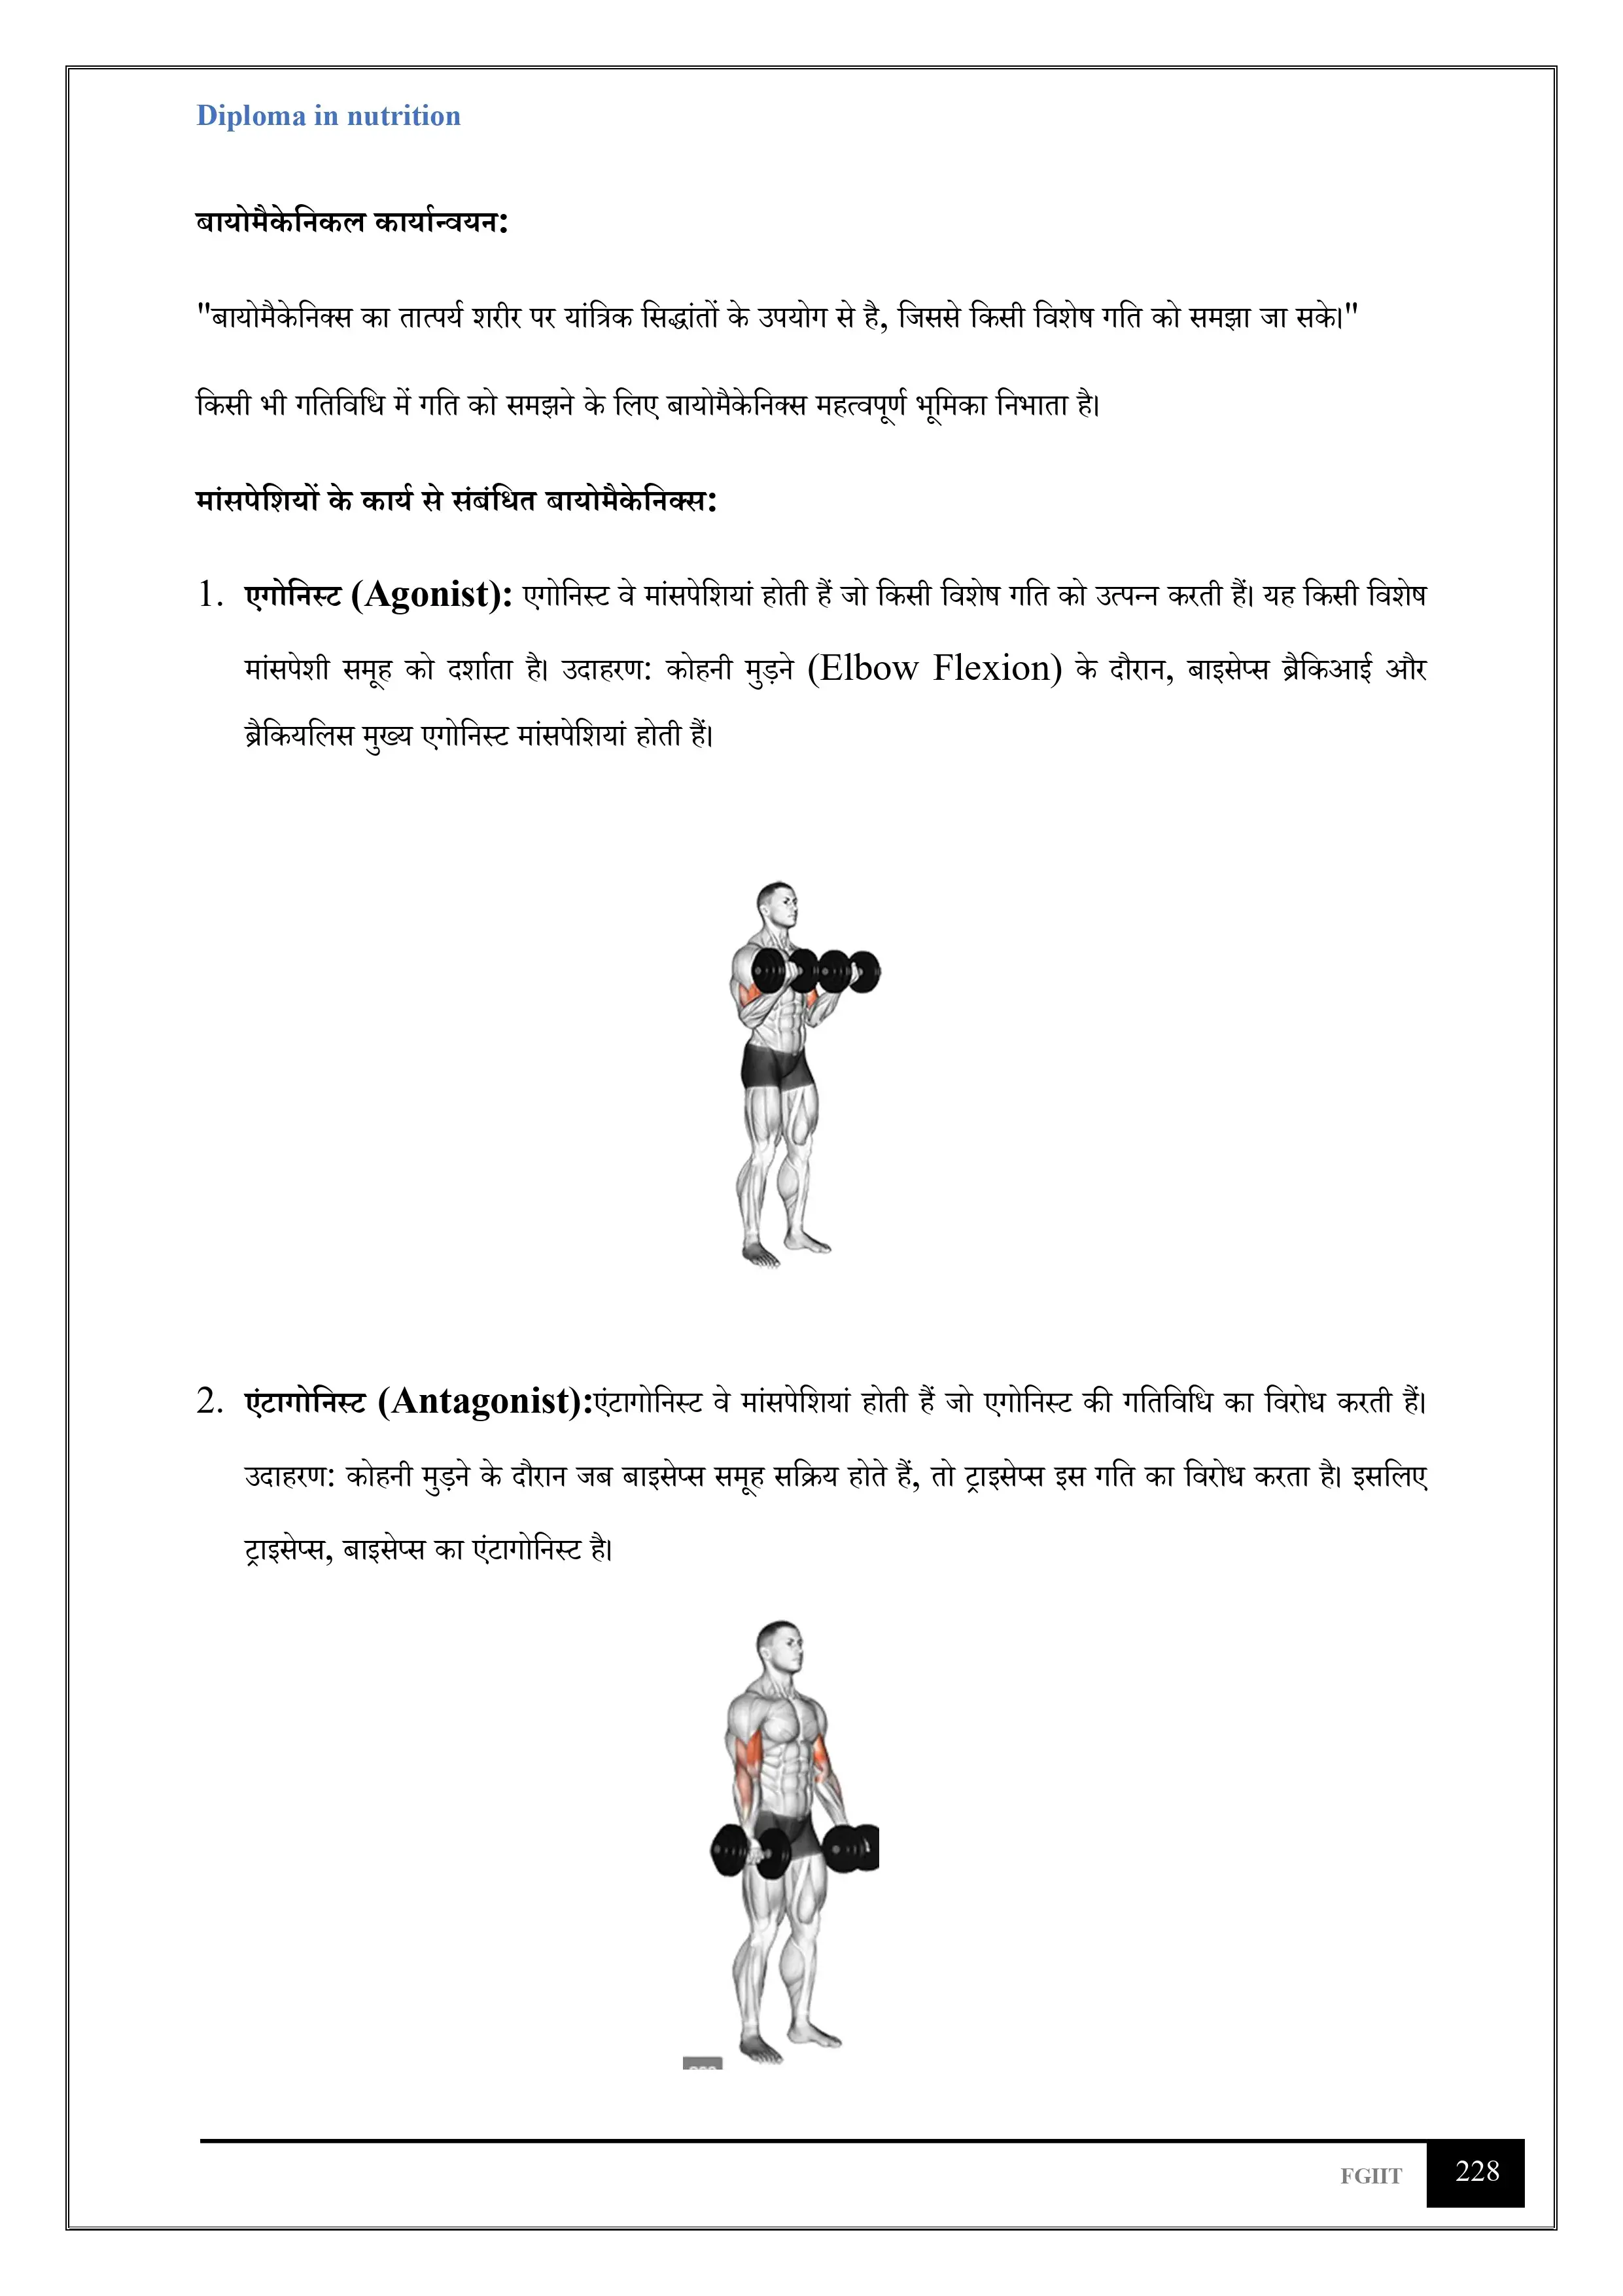 Diploma in nutrition
बायोमैकेनिकल कार्यान्वयन:
"बायोमैकेनिक्स का तात्पर्य शरीर पर यांत्रिक सिद्धांतों के उपयोग से है, जिससे किसी विशेष गति को समझा जा सके।"
किसी भी गतिविधि में गति को समझने के लिए बायोमैकेनिक्स महत्वपूर्ण भूमिका निभाता है।
मांसपेशियों के कार्य से संबंधित बायोमैकेनिक्स:
1. एगोनिस्ट (Agonist): एगोनिस्ट वे मांसपेशियां होती हैं जो किसी विशेष गति को उत्पन्न करती हैं। यह किसी विशेष
मांसपेशी समूह को दर्शाता है। उदाहरण: कोहनी मुड़ने (Elbow Flexion) के दौरान, बाइसेप्स ब्रैकिआई और
ब्रैकियलिस मुख्य एगोनिस्ट मांसपेशियां होती हैं।
2. एंटागोनिस्ट (Antagonist):एंटागोनिस्ट वे मांसपेशियां होती हैं जो एगोनिस्ट की गतिविधि का विरोध करती हैं।
उदाहरण: कोहनी मुड़ने के दौरान जब बाइसेप्स समूह सक्रिय होते हैं, तो ट्राइसेप्स इस गति का विरोध करता है। इसलिए
ट्राइसेप्स, बाइसेप्स का एंटागोनिस्ट है।
FGIIT 228